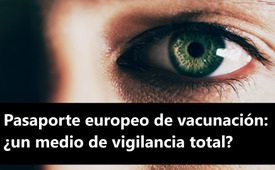 Pasaporte europeo de vacunación:
¿un medio de vigilancia total?